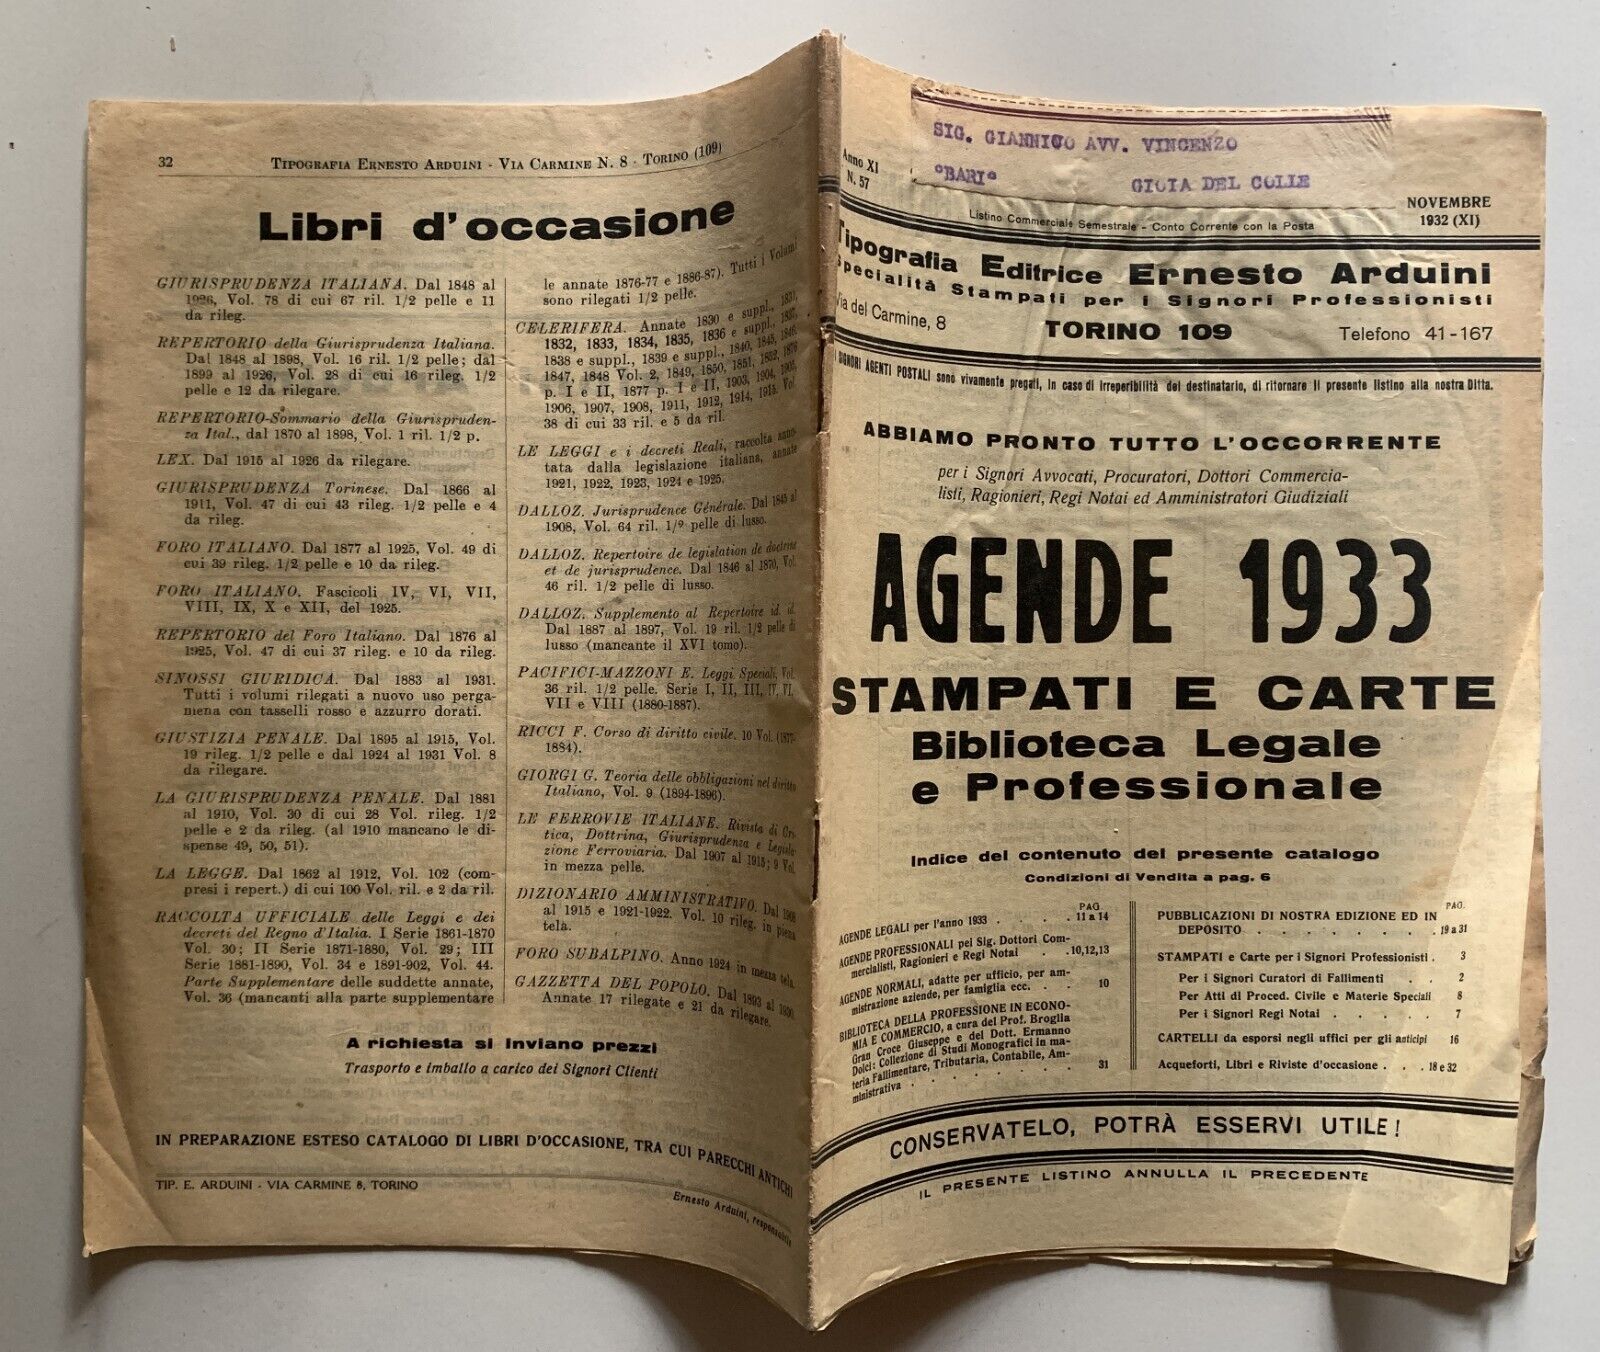 32 TIPOGRAFIA ERNESTO ARDUINI - VIA CARMINE N. 8 - TORINO (109)
Libri d'occasione
GIURISPRUDENZA ITALIANA. Dal 1848 al
1926, Vol. 78 di cui 67 ril. 1/2 pelle e 11
da rileg.
REPERTORIO della Giurisprudenza Italiana.
Dal 1848 al 1898, Vol. 16 ril. 1/2 pelle; dal
1899 al 1926, Vol. 28 di cui 16 rileg. 1/2
pelle e 12 da rilegare.
REPERTORIO-Sommario della Giurispruden-
za Ital., dal 1870 al 1898, Vol. 1 ril. 1/2 p.
LEX. Dal 1915 al 1926 da rilegare.
GIURISPRUDENZA Torinese. Dal 1866 al
1911, Vol. 47 di cui 43 rileg. 1/2 pelle e 4
da rileg.
FORO ITALIANO. Dal 1877 al 1925, Vol. 49 di
cui 39 rileg. 1/2 pelle e 10 da rileg.
FORO ITALIANO. Fascicoli IV, VI, VII,
VIII, IX, X e XII, del 1925.
REPERTORIO del Foro Italiano. Dal 1876 al
1925, Vol. 47 di cui 37 rileg. e 10 da rileg.
SINOSSI GIURIDICA. Dal 1883 al 1931.
Tutti i volumi rilegati a nuovo uso perga-
mena con tasselli rosso e azzurro dorati.
GIUSTIZIA PENALE. Dal 1895 al 1915, Vol.
19 rileg. 1/2 pelle e dal 1924 al 1931 Vol. 8
da rilegare.
LA GIURISPRUDENZA PENALE. Dal 1881
al 1910, Vol. 30 di cui 28 Vol. rileg. 1/2
pelle e 2 da rileg. (al 1910 mancano le di-
spense 49, 50, 51).
LA LEGGE. Dal 1862 al 1912, Vol. 102 (com-
presi i repert.) di cui 100 Vol. ril. e 2 da ril.
RACCOLTA UFFICIALE delle Leggi e dei
decreti del Regno d'Italia. I Serie 1861-1870
Vol. 30; II Serie 1871-1880, Vol. 29; III
Serie 1881-1890, Vol. 34 e 1891-902, Vol. 44.
Parte Supplementare delle suddette annate,
Vol. 36 (mancanti alla parte supplementare
le annate 1876-77 e 1886-87). Tutti i Volumi
sono rilegati 1/2 pelle.
CELERIFERA. Annate 1830 e suppl., 1831,
1832, 1833, 1834, 1835, 1836 e suppl., 1837,
1838 e suppl., 1839 e suppl., 1840, 1845, 1846,
1847, 1848 Vol. 2, 1849, 1850, 1851, 1852, 1876
p. I e II, 1877 p. I e II, 1903, 1904, 1905,
1906, 1907, 1908, 1911, 1912, 1914, 1915. Vol.
38 di cui 33 ril. e 5 da ril.
LE LEGGI e i decreti Reali, raccolta anno-
tata dalla legislazione italiana, annate
1921, 1922, 1923, 1924 e 1925.
DALLOZ. Jurisprudence Générale. Dal 1845 al
1908, Vol. 64 ril. 1/2 pelle di lusso.
DALLOZ. Repertoire de legislation de doctrine
et de jurisprudence. Dal 1846 al 1870, Vol.
46 ril. 1/2 pelle di lusso.
DALLOZ. Supplemento al Repertoire id. id.
Dal 1887 al 1897, Vol. 19 ril. 1/2 pelle di
lusso (mancante il XVI tomo).
PACIFICI-MAZZONI E. Leggi Speciali, Vol.
36 ril. 1/2 pelle. Serie I, II, III, IV, VI,
VII e VIII (1880-1887).
RICCI F. Corso di diritto civile. 10 Vol. (1877-
1884).
GIORGI G. Teoria delle obbligazioni nel diritto
Italiano, Vol. 9 (1894-1896).
LE FERROVIE ITALIANE. Rivista di Cri-
tica, Dottrina, Giurisprudenza e Legisla-
zione Ferroviaria. Dal 1907 al 1915; 9 Vol.
in mezza pelle.
DIZIONARIO AMMINISTRATIVO. Dal 1908
al 1915 e 1921-1922. Vol. 10 rileg. in piena
tela.
FORO SUBALPINO. Anno 1924 in mezza tela.
GAZZETTA DEL POPOLO. Dal 1893 al 1930.
Annate 17 rilegate e 21 da rilegare.
A richiesta si inviano prezzi
Trasporto e imballo a carico dei Signori Clienti
IN PREPARAZIONE ESTESO CATALOGO DI LIBRI D'OCCASIONE, TRA CUI PARECCHI ANTICHI
TIP. E. ARDUINI - VIA CARMINE 8, TORINO
Ernesto Arduini, responsabile
SIG. GIANNICO AVV. VINCENZO
"BARI" GIOIA DEL COLLE
Anno XI
N. 57
NOVEMBRE
1932 (XI)
Listino Commerciale Semestrale - Conto Corrente con la Posta
Tipografia Editrice Ernesto Arduini
Specialità Stampati per i Signori Professionisti
Via del Carmine, 8 TORINO 109 Telefono 41-167
I SIGNORI AGENTI POSTALI sono vivamente pregati, in caso di irreperibilità del destinatario, di ritornare il presente listino alla nostra Ditta.
ABBIAMO PRONTO TUTTO L'OCCORRENTE
per i Signori Avvocati, Procuratori, Dottori Commercia-
listi, Ragionieri, Regi Notai ed Amministratori Giudiziali
AGENDE 1933
STAMPATI E CARTE
Biblioteca Legale
e Professionale
Indice del contenuto del presente catalogo
Condizioni di Vendita a pag. 6
PAG.
AGENDE LEGALI per l'anno 1933 . . . . 11 a 14
AGENDE PROFESSIONALI pei Sig. Dottori Com-
mercialisti, Ragionieri e Regi Notai . . 10,12,13
AGENDE NORMALI, adatte per ufficio, per am-
mistrazione aziende, per famiglia ecc. . . 10
BIBLIOTECA DELLA PROFESSIONE IN ECONO-
MIA E COMMERCIO, a cura del Prof. Broglia
Gran Croce Giuseppe e del Dott. Ermanno
Dolci: Collezione di Studi Monografici in ma-
teria Fallimentare, Tributaria, Contabile, Am-
ministrativa . . . . . . . 31
PAG.
PUBBLICAZIONI DI NOSTRA EDIZIONE ED IN
DEPOSITO . . . . . . . . 19 a 31
STAMPATI e Carte per i Signori Professionisti . 3
Per i Signori Curatori di Fallimenti . . 2
Per Atti di Proced. Civile e Materie Speciali 8
Per i Signori Regi Notai . . . . . 7
CARTELLI da esporsi negli uffici per gli anticipi 16
Acqueforti, Libri e Riviste d'occasione . . . 18 e 32
CONSERVATELO, POTRÀ ESSERVI UTILE!
IL PRESENTE LISTINO ANNULLA IL PRECEDENTE